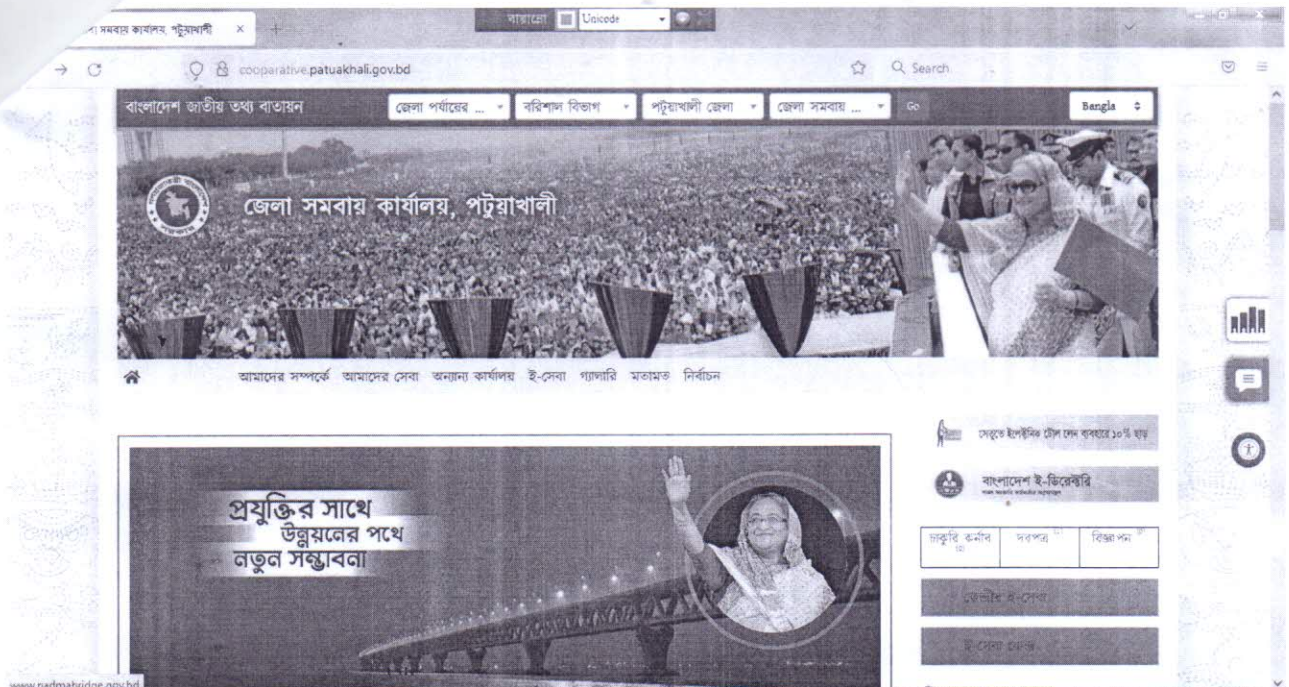 সমবায় কার্যালয়, পটুয়াখালী ×
Unicode
cooparative.patuakhali.gov.bd
Search
বাংলাদেশ জাতীয় তথ্য বাতায়ন
জেলা পর্যায়ের ...
বরিশাল বিভাগ
পটুয়াখালী জেলা
জেলা সমবায় ...
Go
Bangla
জেলা সমবায় কার্যালয়, পটুয়াখালী
আমাদের সম্পর্কে আমাদের সেবা অন্যান্য কার্যালয় ই-সেবা গ্যালারি মতামত নির্বাচন
প্রযুক্তির সাথে
উন্নয়নের পথে
নতুন সম্ভাবনা
বাংলাদেশ ই-ডিরেক্টরি
বিজ্ঞাপন
www.padmabridge.gov.bd